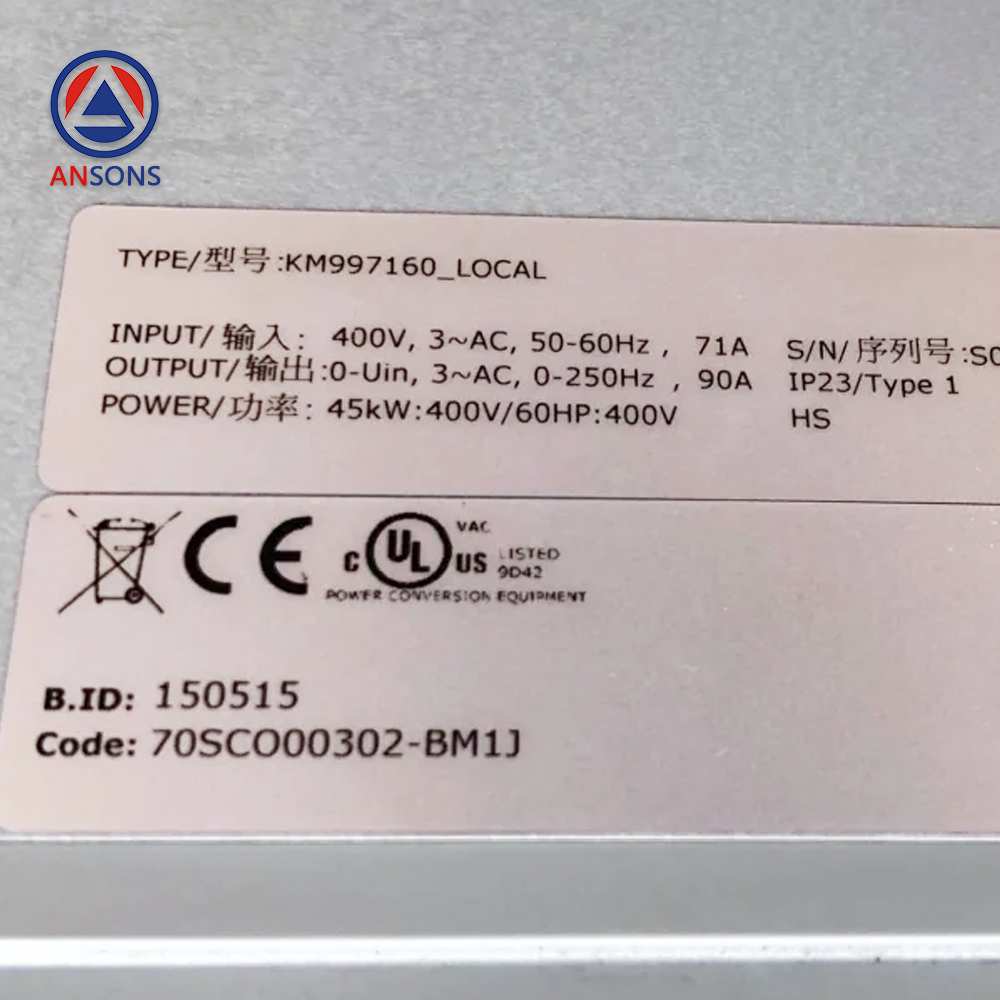 ANSONS
TYPE/型号:KM997160_LOCAL
INPUT/输入: 400V, 3~AC, 50-60Hz, 71A
OUTPUT/输出:0-Uin, 3~AC, 0-250Hz, 90A
POWER/功率: 45kW:400V/60HP:400V
S/N/序列号:S0
IP23/Type 1
HS
CE
c UL US
VAC
LISTED
9D42
POWER CONVERSION EQUIPMENT
B.ID: 150515
Code: 70SCO00302-BM1J